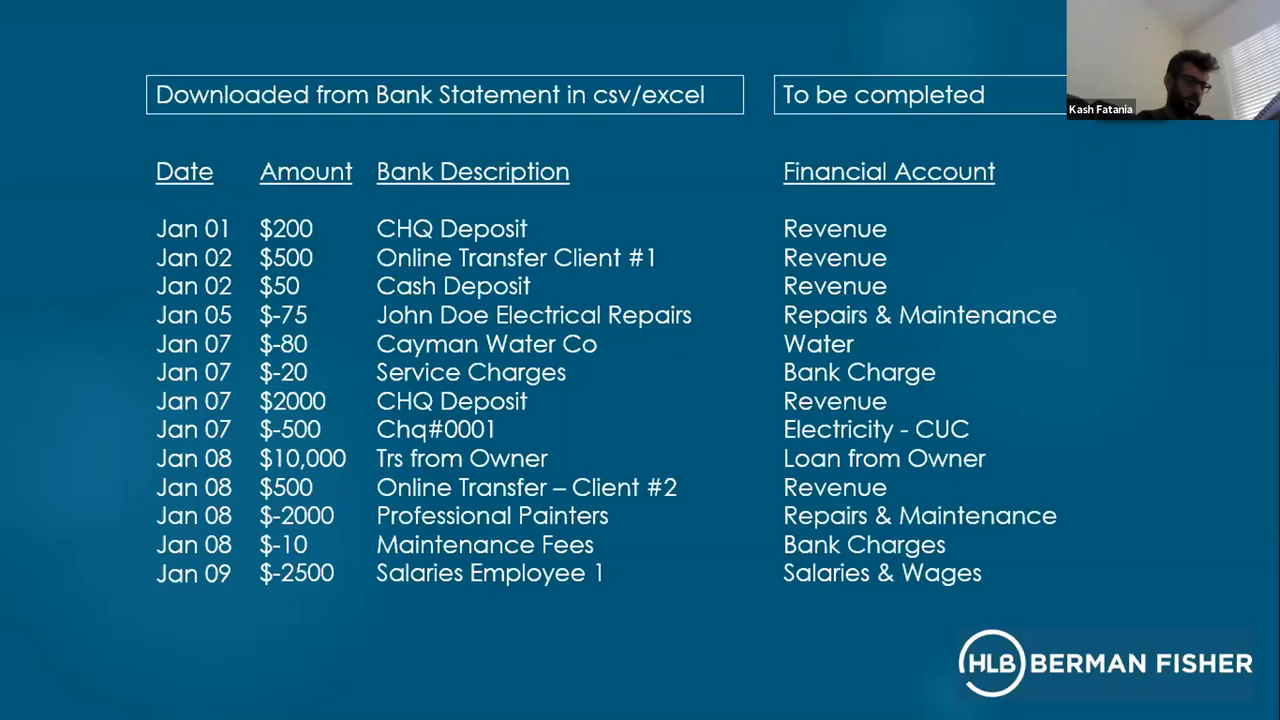 Downloaded from Bank Statement in csv/excel To be completed
Kash Fatania
Date Amount Bank Description Financial Account
Jan 01 $200 CHQ Deposit Revenue
Jan 02 $500 Online Transfer Client #1 Revenue
Jan 02 $50 Cash Deposit Revenue
Jan 05 $-75 John Doe Electrical Repairs Repairs & Maintenance
Jan 07 $-80 Cayman Water Co Water
Jan 07 $-20 Service Charges Bank Charge
Jan 07 $2000 CHQ Deposit Revenue
Jan 07 $-500 Chq#0001 Electricity - CUC
Jan 08 $10,000 Trs from Owner Loan from Owner
Jan 08 $500 Online Transfer – Client #2 Revenue
Jan 08 $-2000 Professional Painters Repairs & Maintenance
Jan 08 $-10 Maintenance Fees Bank Charges
Jan 09 $-2500 Salaries Employee 1 Salaries & Wages
HLB BERMAN FISHER